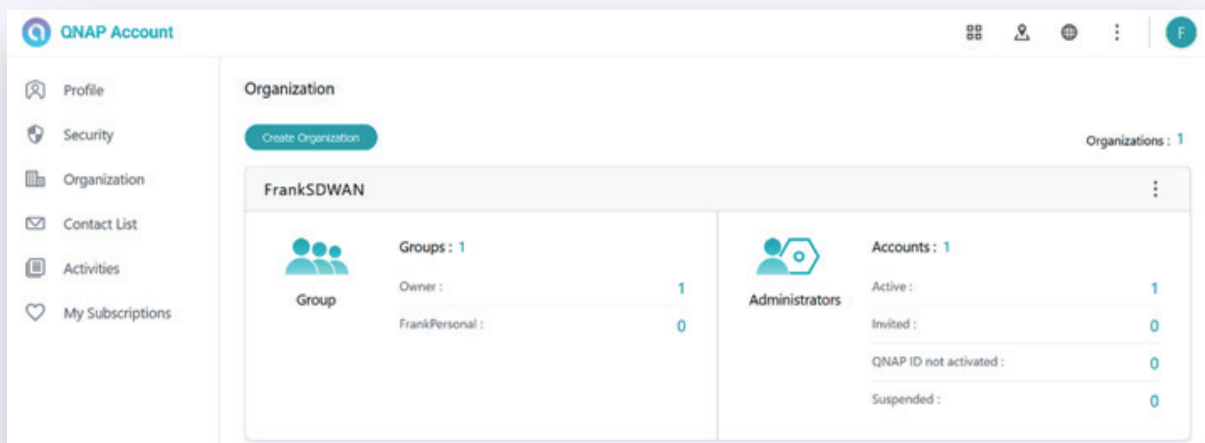 QNAP Account
F
Profile
Security
Organization
Contact List
Activities
My Subscriptions
Organization
Create Organization
Organizations : 1
FrankSDWAN
Group
Groups : 1
Owner : 1
FrankPersonal : 0
Administrators
Accounts : 1
Active : 1
Invited : 0
QNAP ID not activated : 0
Suspended : 0